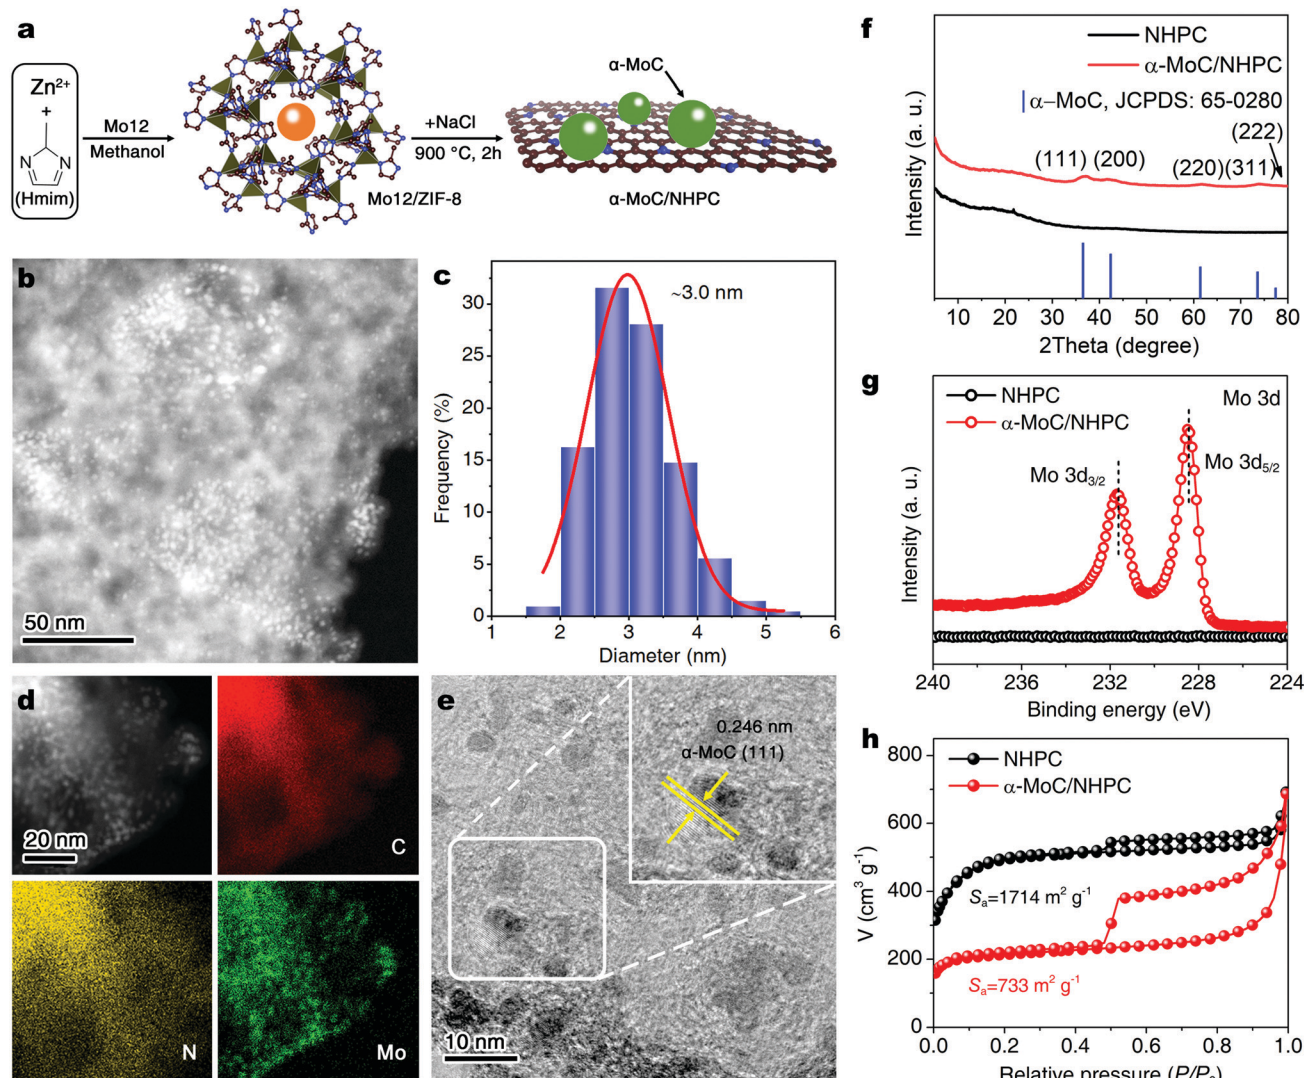 a
Zn2+
+
N N
(Hmim)
Mo12
Methanol
Mo12/ZIF-8
+NaCl
900 °C, 2h
α-MoC
α-MoC/NHPC
b
50 nm
c
~3.0 nm
Frequency (%)
30
25
20
15
10
5
0
1 2 3 4 5 6
Diameter (nm)
d
20 nm
C
N
Mo
e
0.246 nm
α-MoC (111)
10 nm
f
NHPC
α-MoC/NHPC
α–MoC, JCPDS: 65-0280
(222)
(111) (200) (220)(311)
Intensity (a. u.)
10 20 30 40 50 60 70 80
2Theta (degree)
g
NHPC
α-MoC/NHPC
Mo 3d
Mo 3d3/2
Mo 3d5/2
Intensity (a. u.)
240 236 232 228 224
Binding energy (eV)
h
NHPC
α-MoC/NHPC
Sa=1714 m2 g-1
Sa=733 m2 g-1
V (cm3 g-1)
800
600
400
200
0
0.0 0.2 0.4 0.6 0.8 1.0
Relative pressure (P/P0)